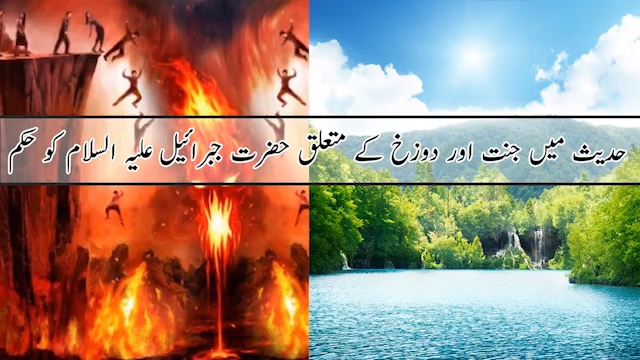 حدیث میں جنت اور دوزخ کے متعلق حضرت جبرائیل علیہ السلام کو حکم